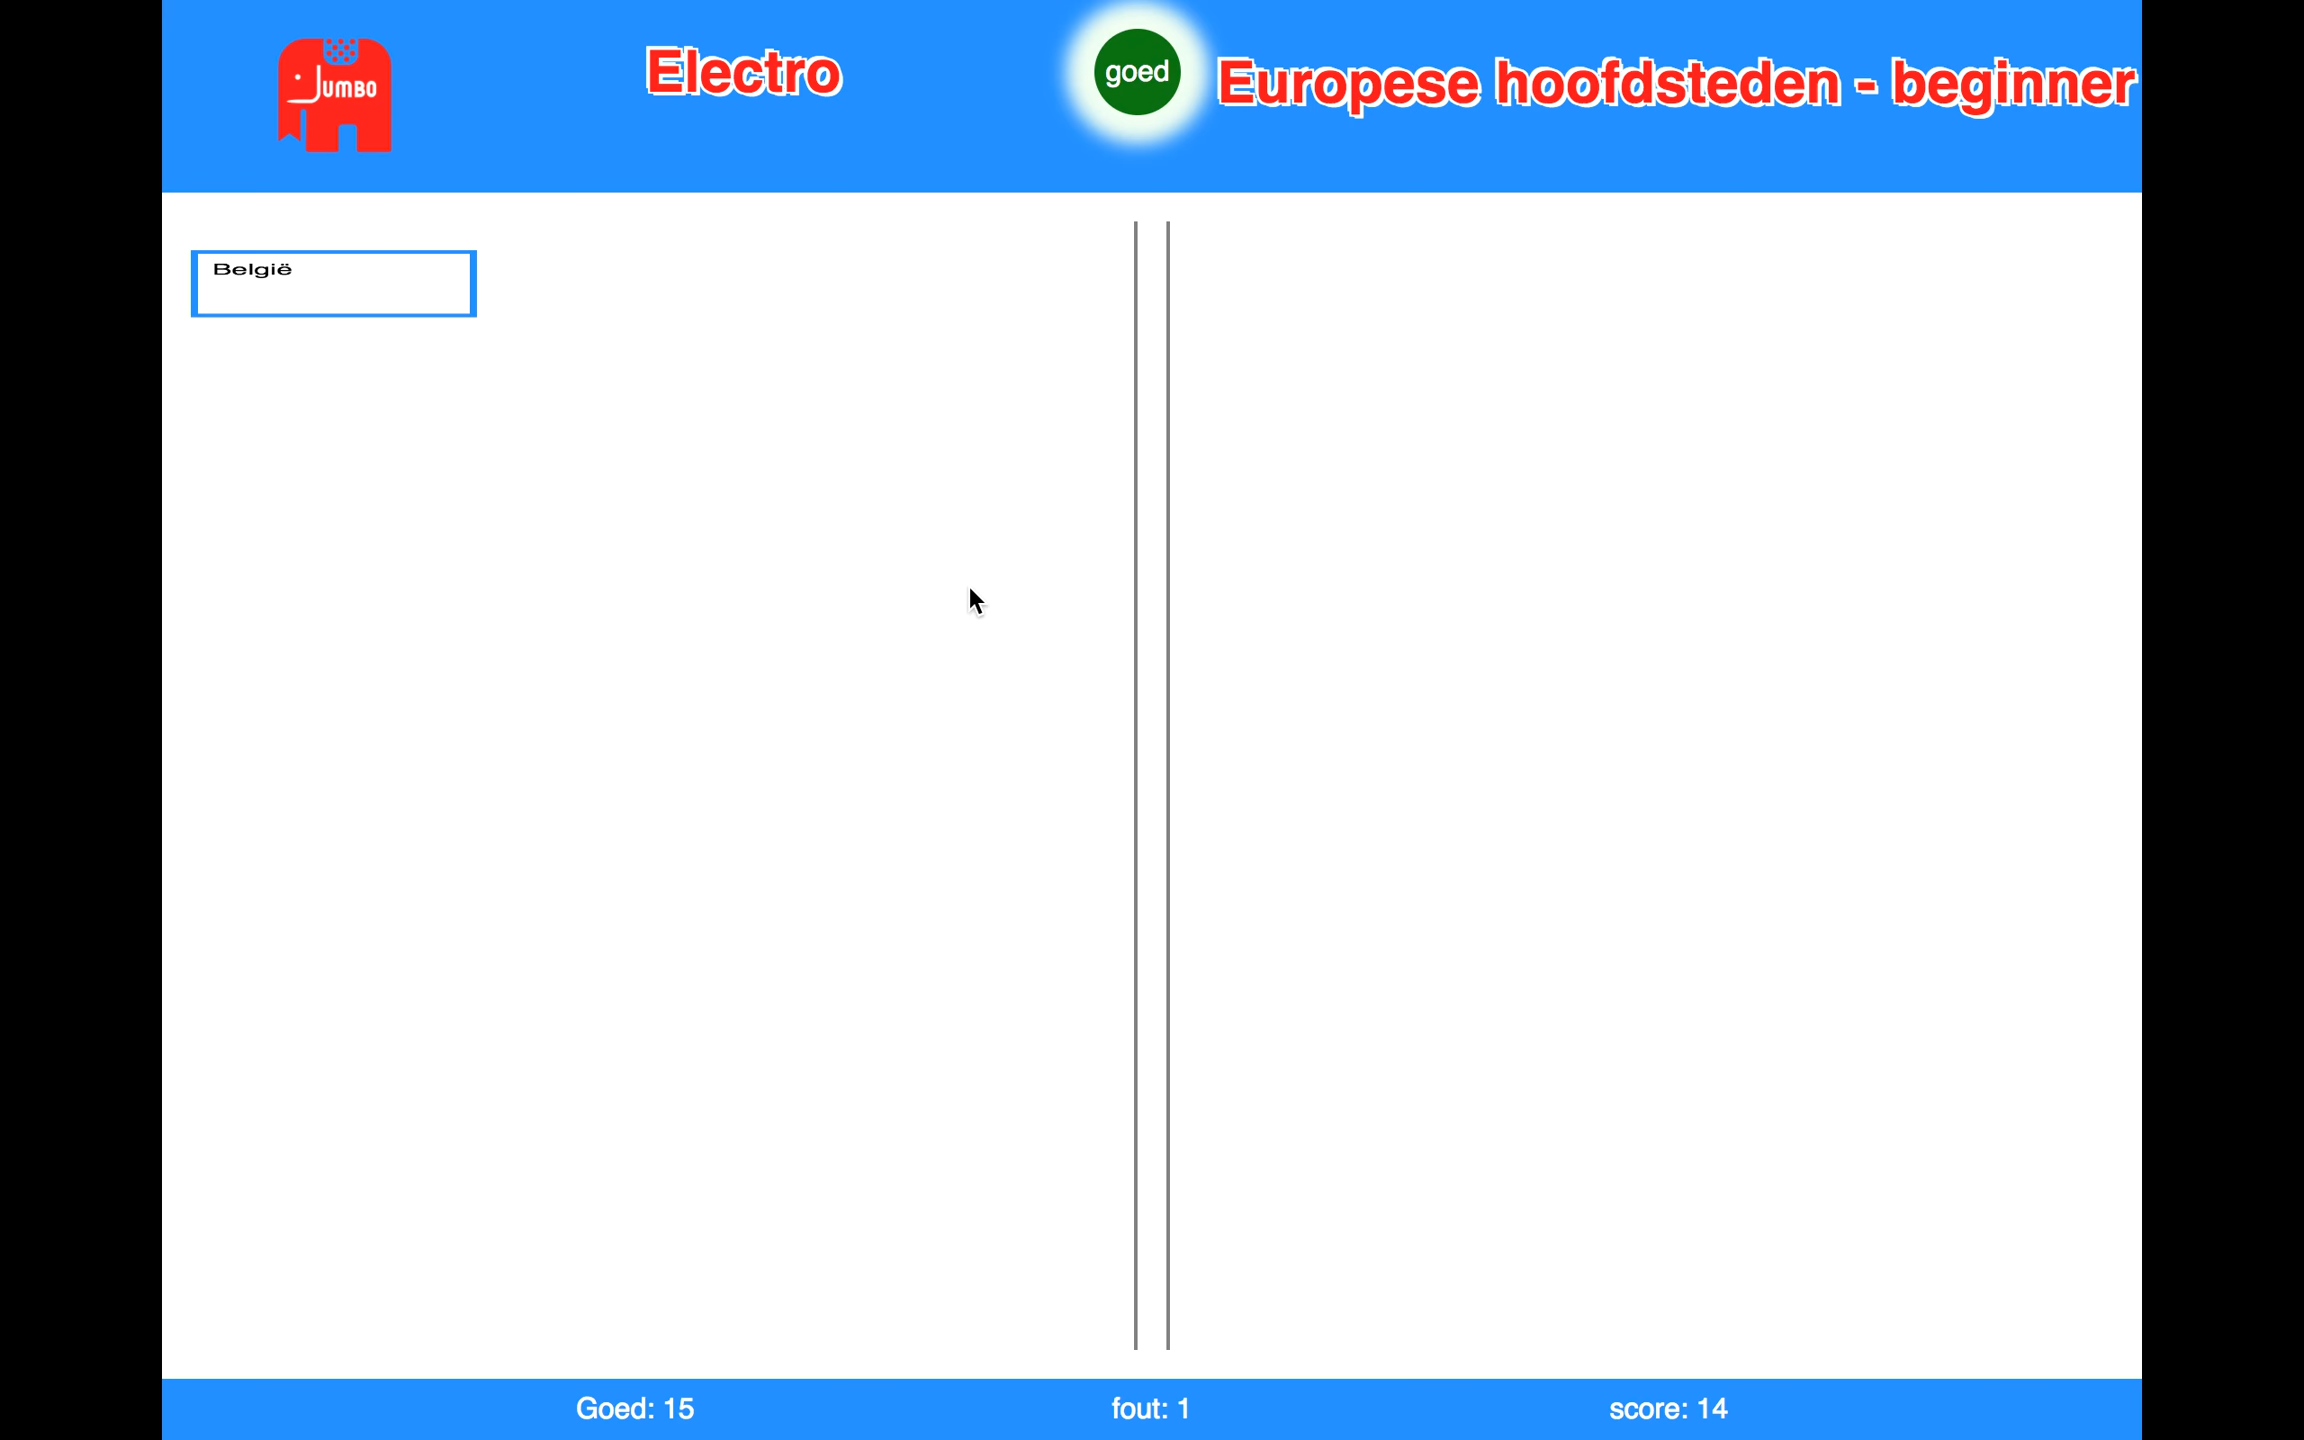 JUMBO
Electro
goed
Europese hoofdsteden - beginner
België
Goed: 15
fout: 1
score: 14